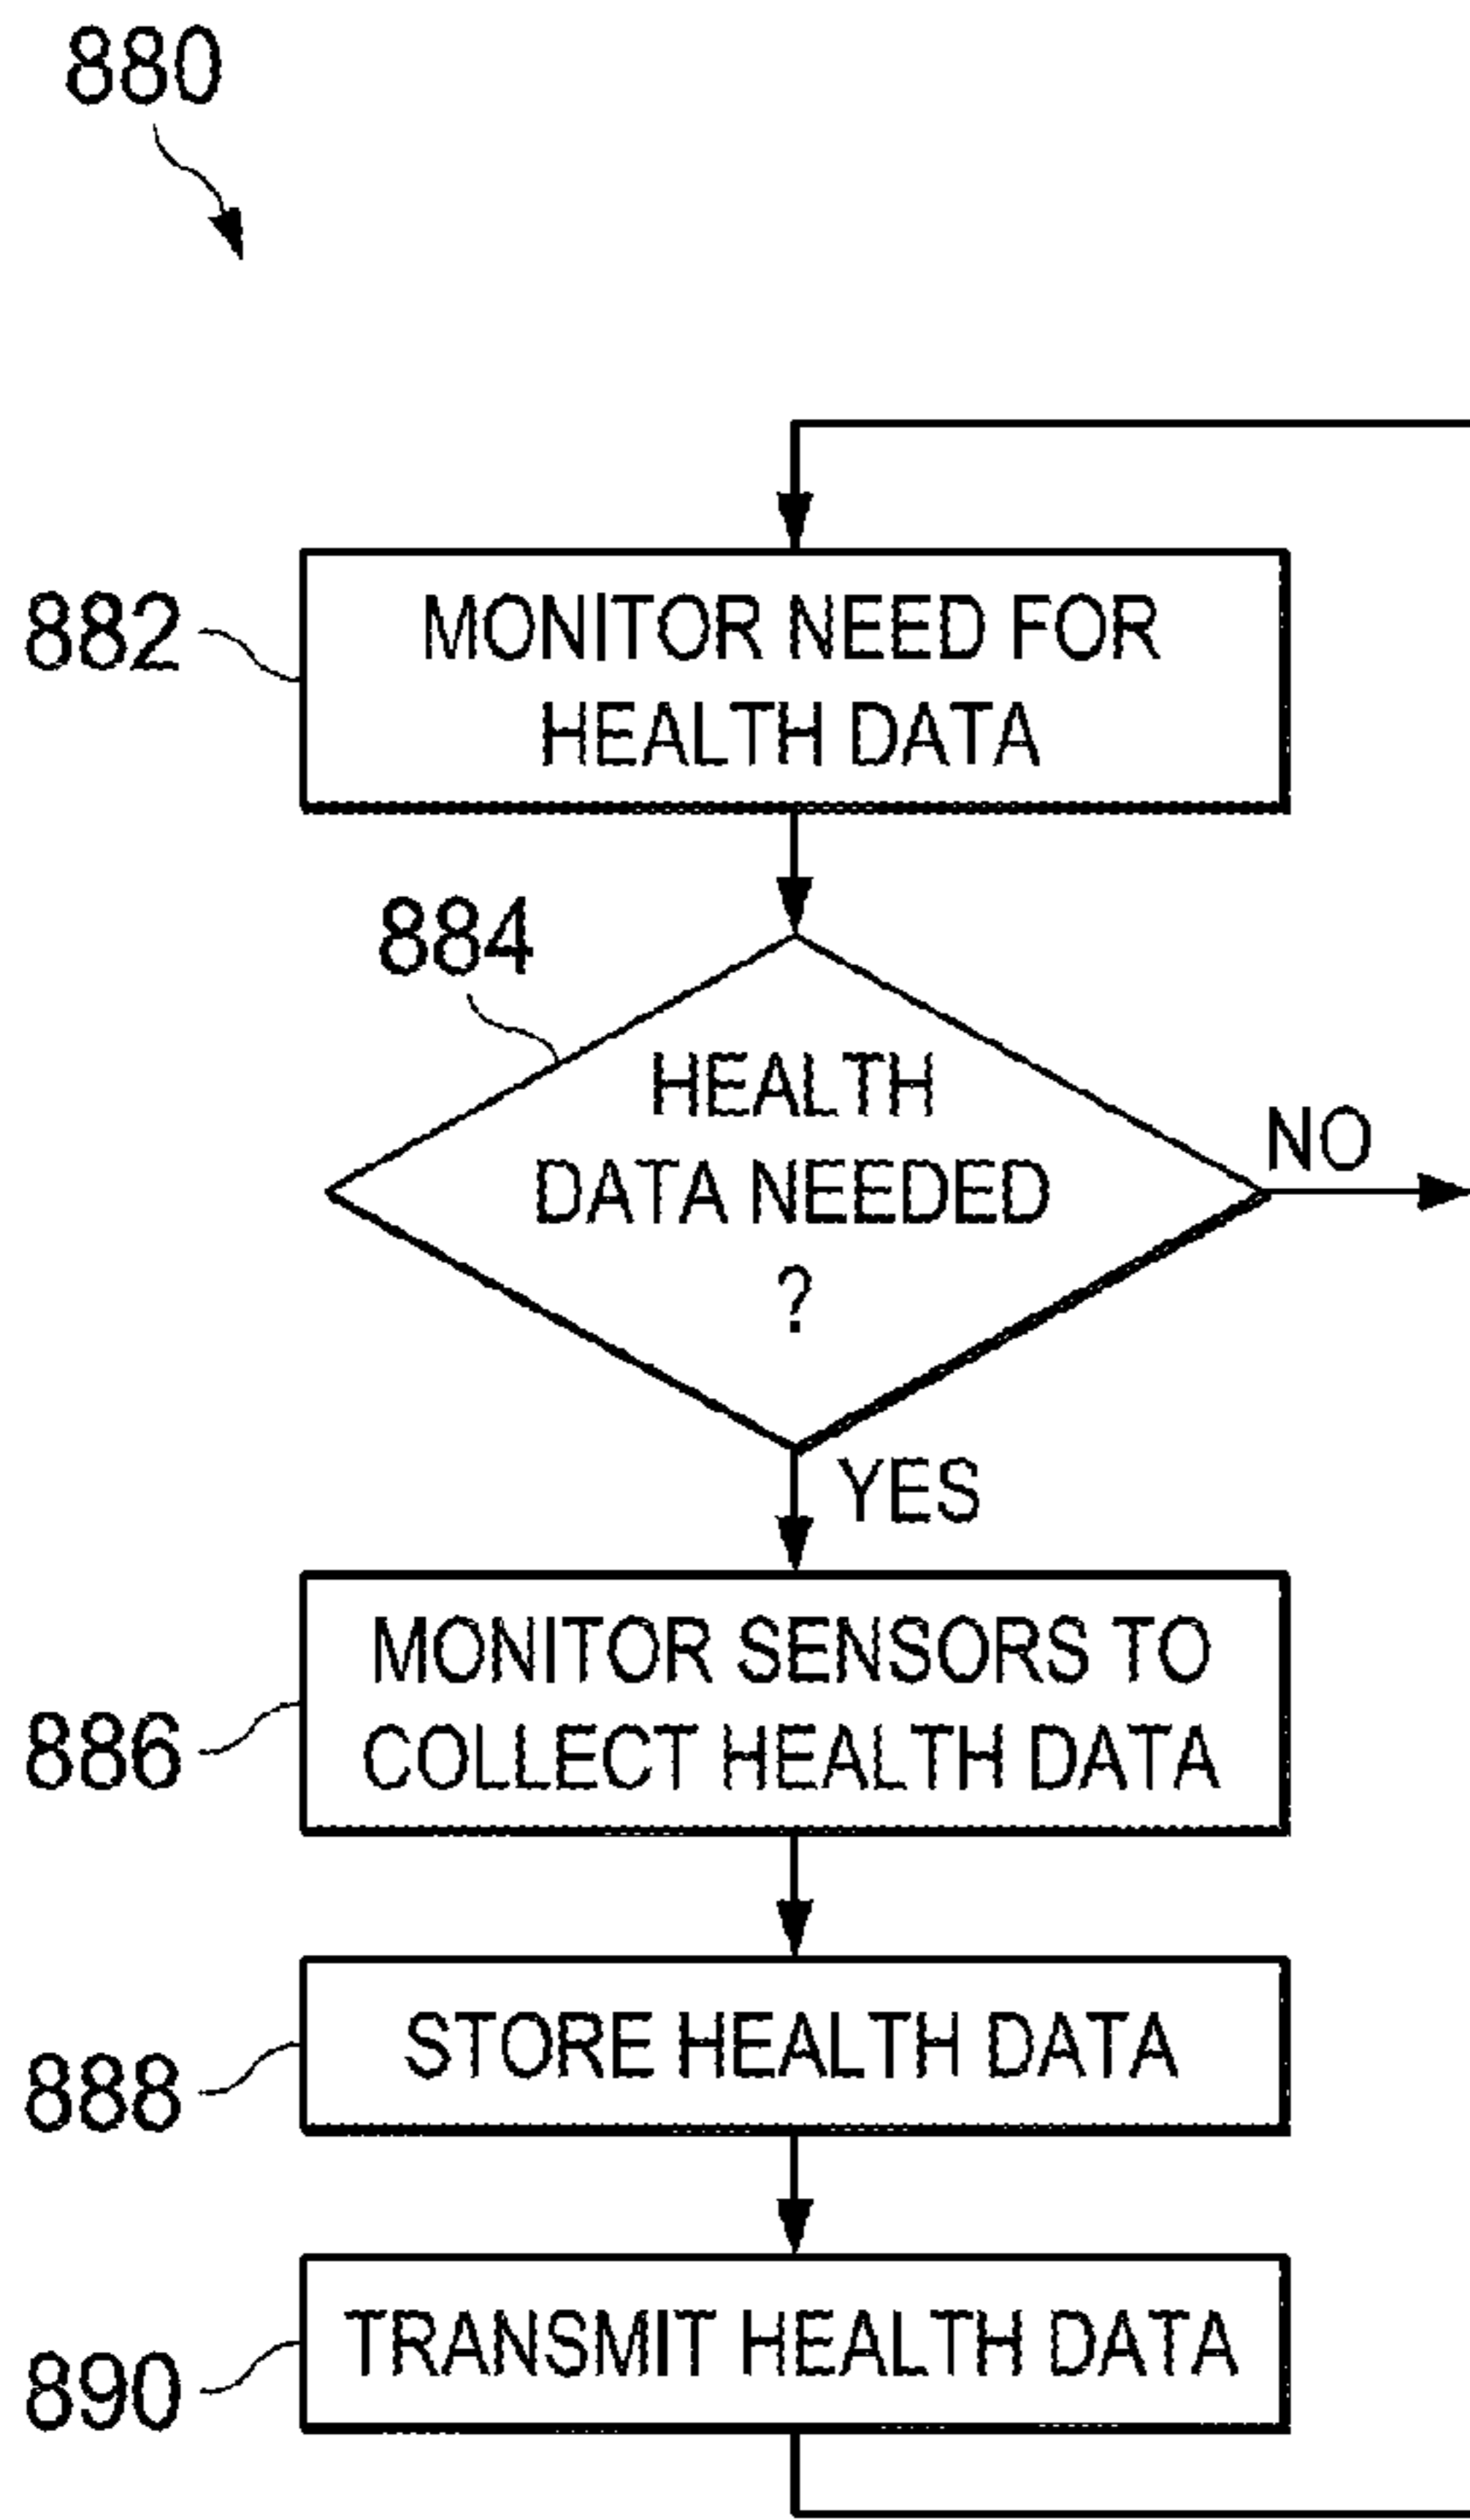 880
882
MONITOR NEED FOR
HEALTH DATA
884
HEALTH
DATA NEEDED
?
NO
YES
886
MONITOR SENSORS TO
COLLECT HEALTH DATA
888
STORE HEALTH DATA
890
TRANSMIT HEALTH DATA